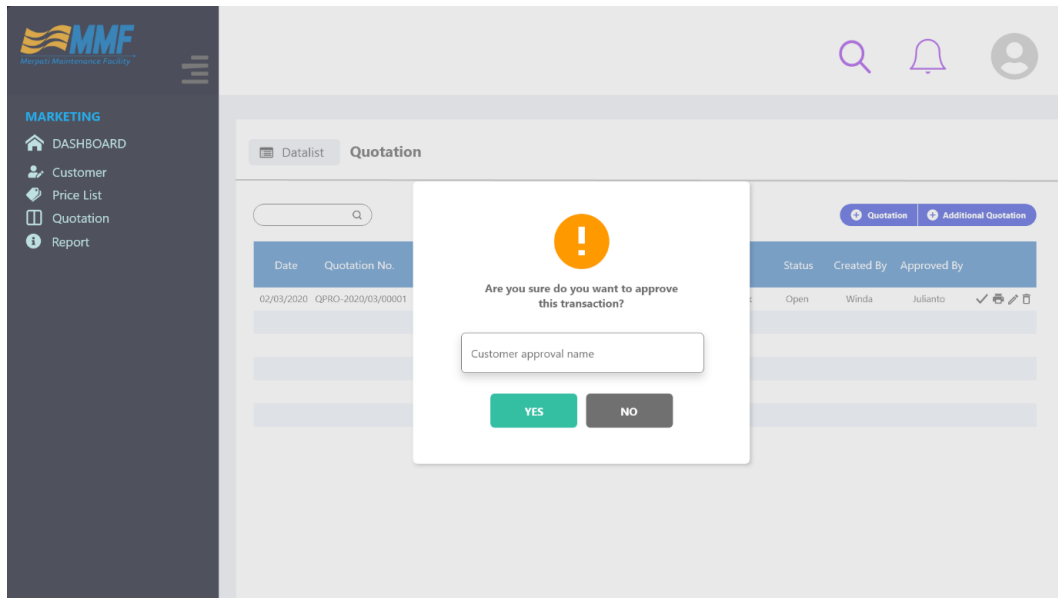 MMF
Merpati Maintenance Facility
MARKETING
DASHBOARD
Customer
Price List
Quotation
Report
Datalist Quotation
Quotation Additional Quotation
Date Quotation No. Status Created By Approved By
02/03/2020 QPRO-2020/03/00001 Open Winda Julianto
Are you sure do you want to approve
this transaction?
Customer approval name
YES NO